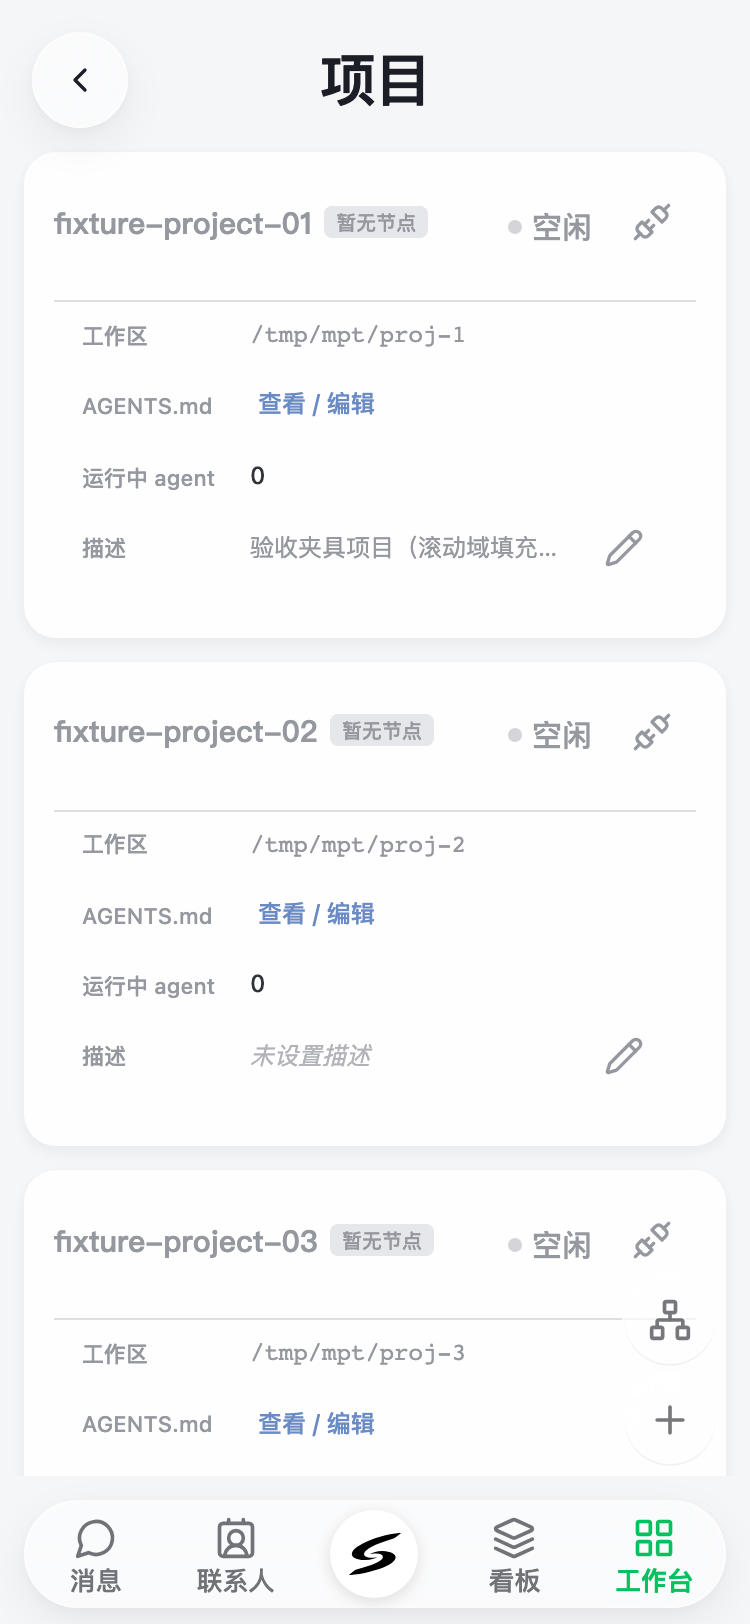 项目
fixture-project-01 暂无节点 空闲
工作区 /tmp/mpt/proj-1
AGENTS.md 查看 / 编辑
运行中 agent 0
描述 验收夹具项目（滚动域填充...
fixture-project-02 暂无节点 空闲
工作区 /tmp/mpt/proj-2
AGENTS.md 查看 / 编辑
运行中 agent 0
描述 未设置描述
fixture-project-03 暂无节点 空闲
工作区 /tmp/mpt/proj-3
AGENTS.md 查看 / 编辑
消息 联系人 看板 工作台